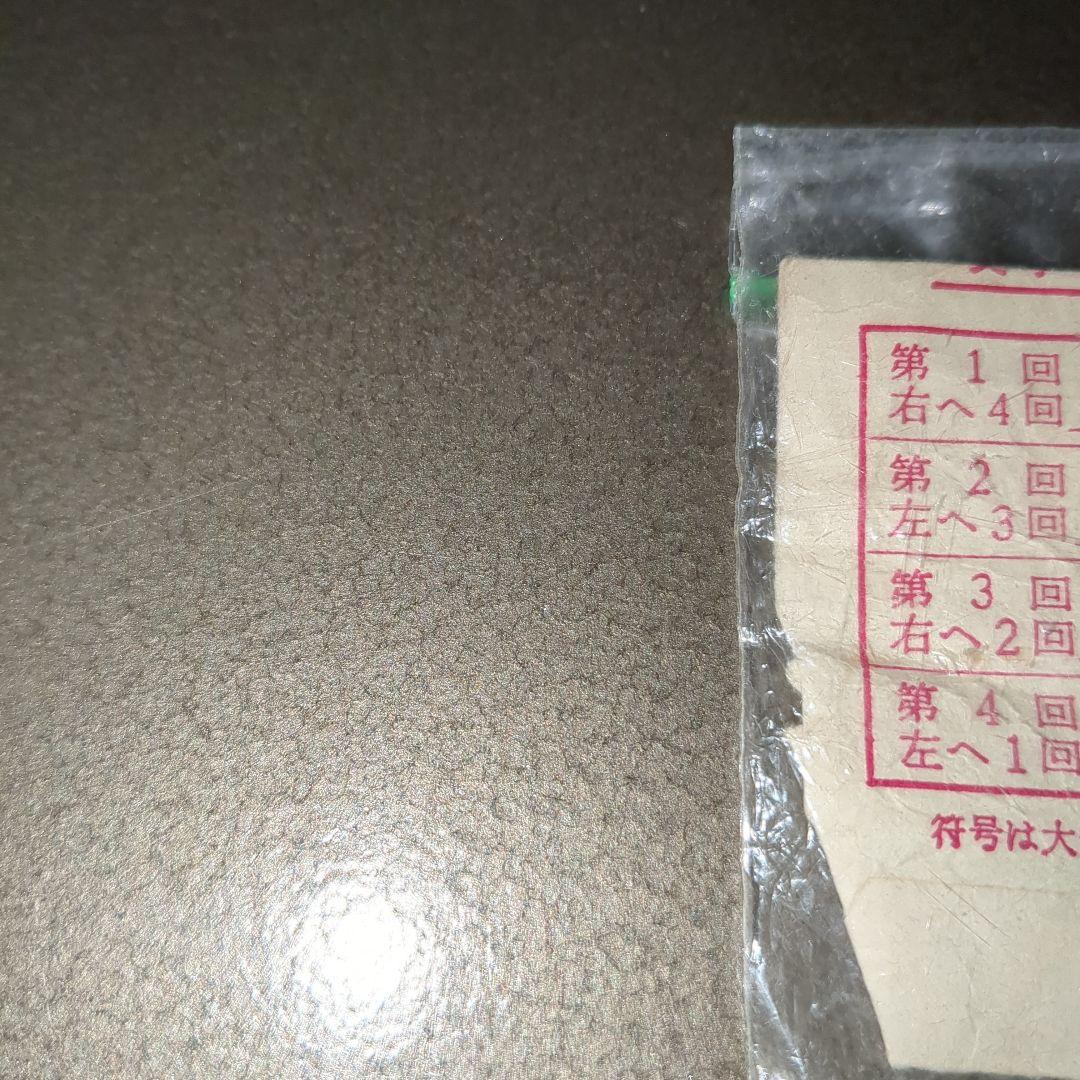 第 1 回
右へ4回
第 2 回
左へ3回
第 3 回
右へ2回
第 4 回
左へ1回
符号は大